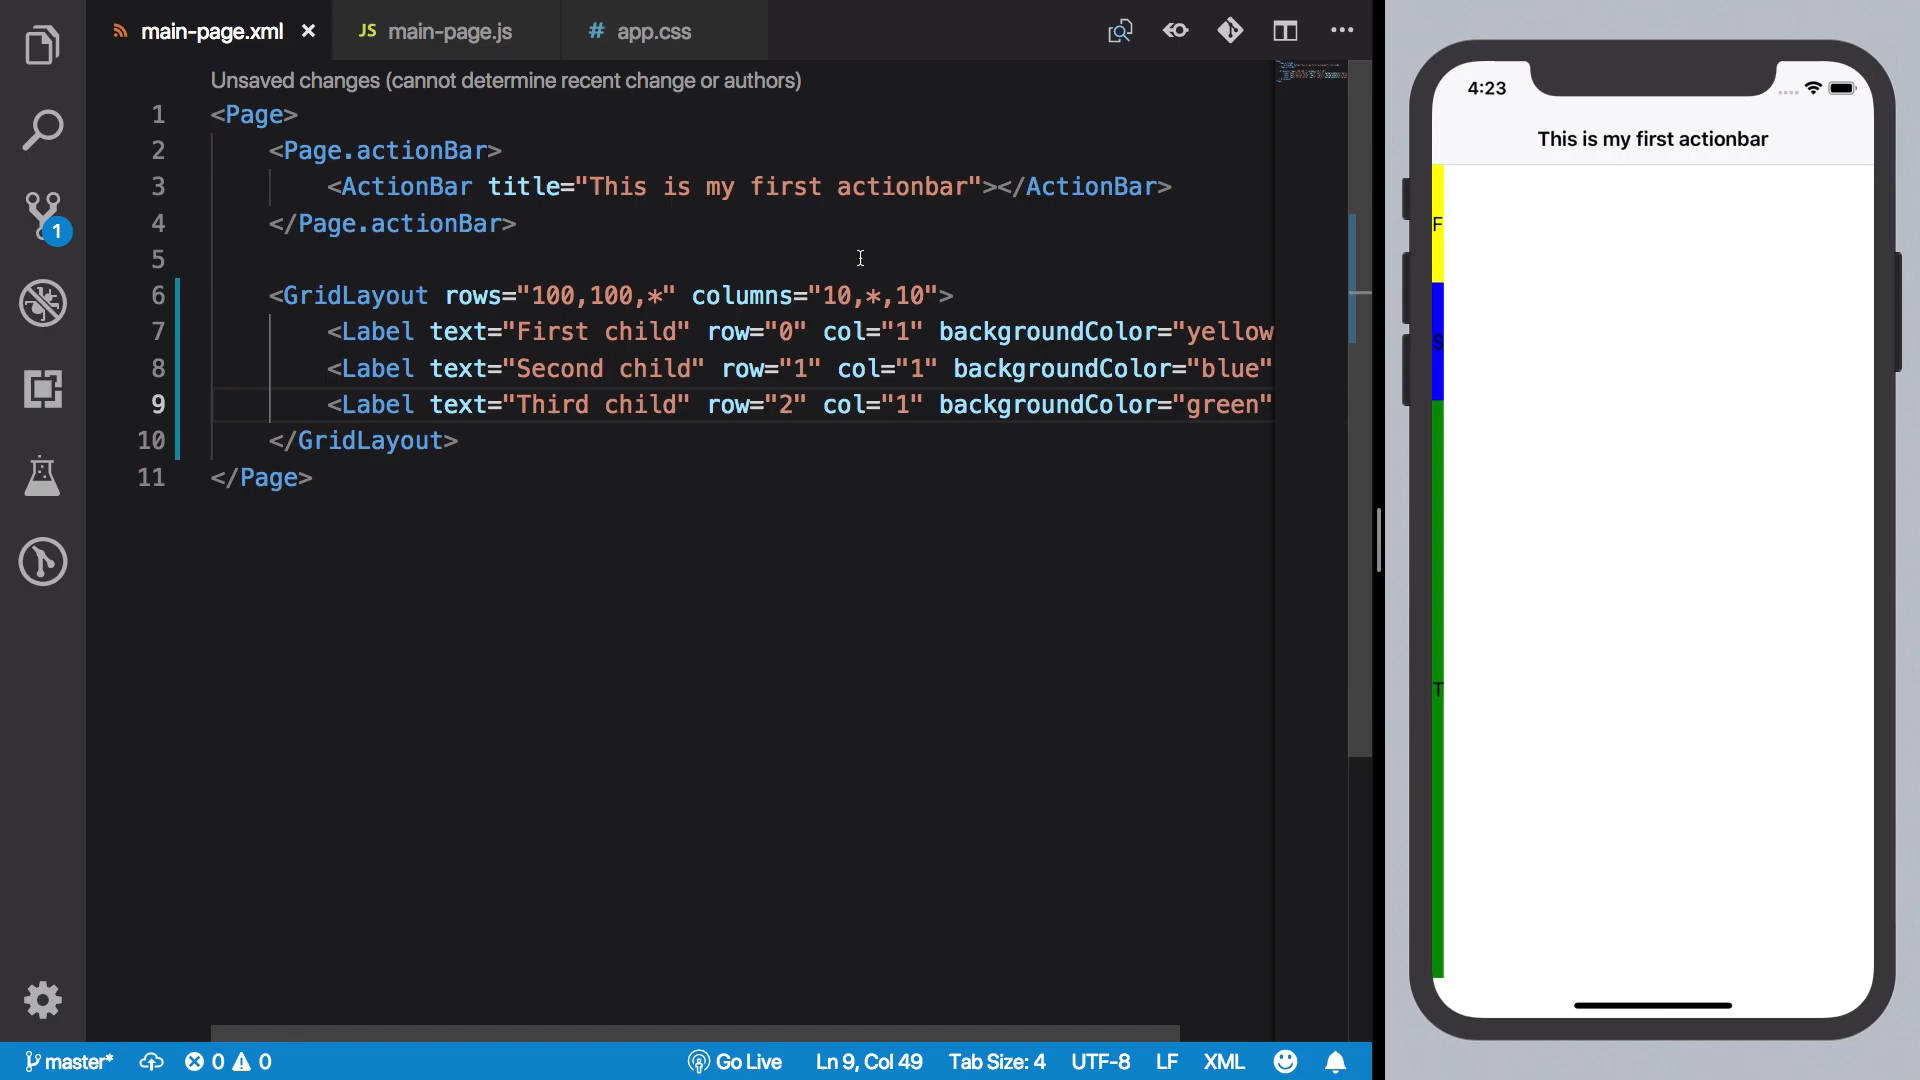 main-page.xml × JS main-page.js # app.css
Unsaved changes (cannot determine recent change or authors)
1 <Page>
2 <Page.actionBar>
3 <ActionBar title="This is my first actionbar"></ActionBar>
4 </Page.actionBar>
5
6 <GridLayout rows="100,100,*" columns="10,*,10">
7 <Label text="First child" row="0" col="1" backgroundColor="yellow
8 <Label text="Second child" row="1" col="1" backgroundColor="blue"
9 <Label text="Third child" row="2" col="1" backgroundColor="green"
10 </GridLayout>
11 </Page>
1
master* 0 0 Go Live Ln 9, Col 49 Tab Size: 4 UTF-8 LF XML
4:23
This is my first actionbar
F
S
T